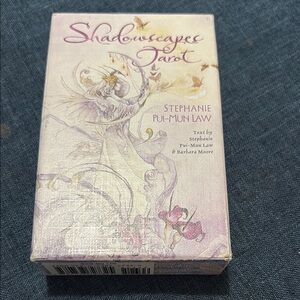 Shadowscapes
Tarot
STEPHANIE
PUI-MUN LAW
Text by
Stephanie
Pui-Mun Law
& Barbara Moore